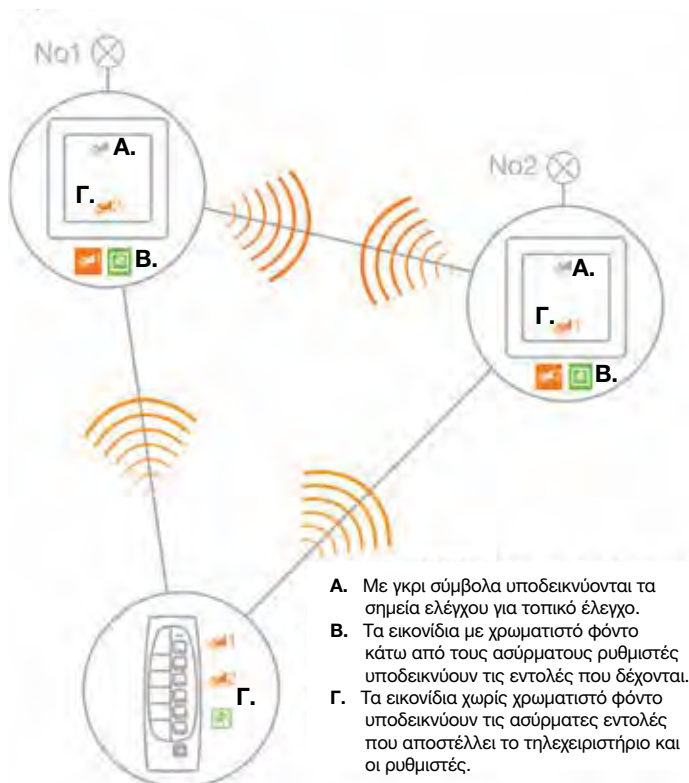 No1
A.
Γ.
B.
No2
A.
Γ.
B.
1
2
Γ.
A. Με γκρι σύμβολα υποδεικνύονται τα
σημεία ελέγχου για τοπικό έλεγχο.
B. Τα εικονίδια με χρωματιστό φόντο
κάτω από τους ασύρματους ρυθμιστές
υποδεικνύουν τις εντολές που δέχονται.
Γ. Τα εικονίδια χωρίς χρωματιστό φόντο
υποδεικνύουν τις ασύρματες εντολές
που αποστέλλει το τηλεχειριστήριο και
οι ρυθμιστές.